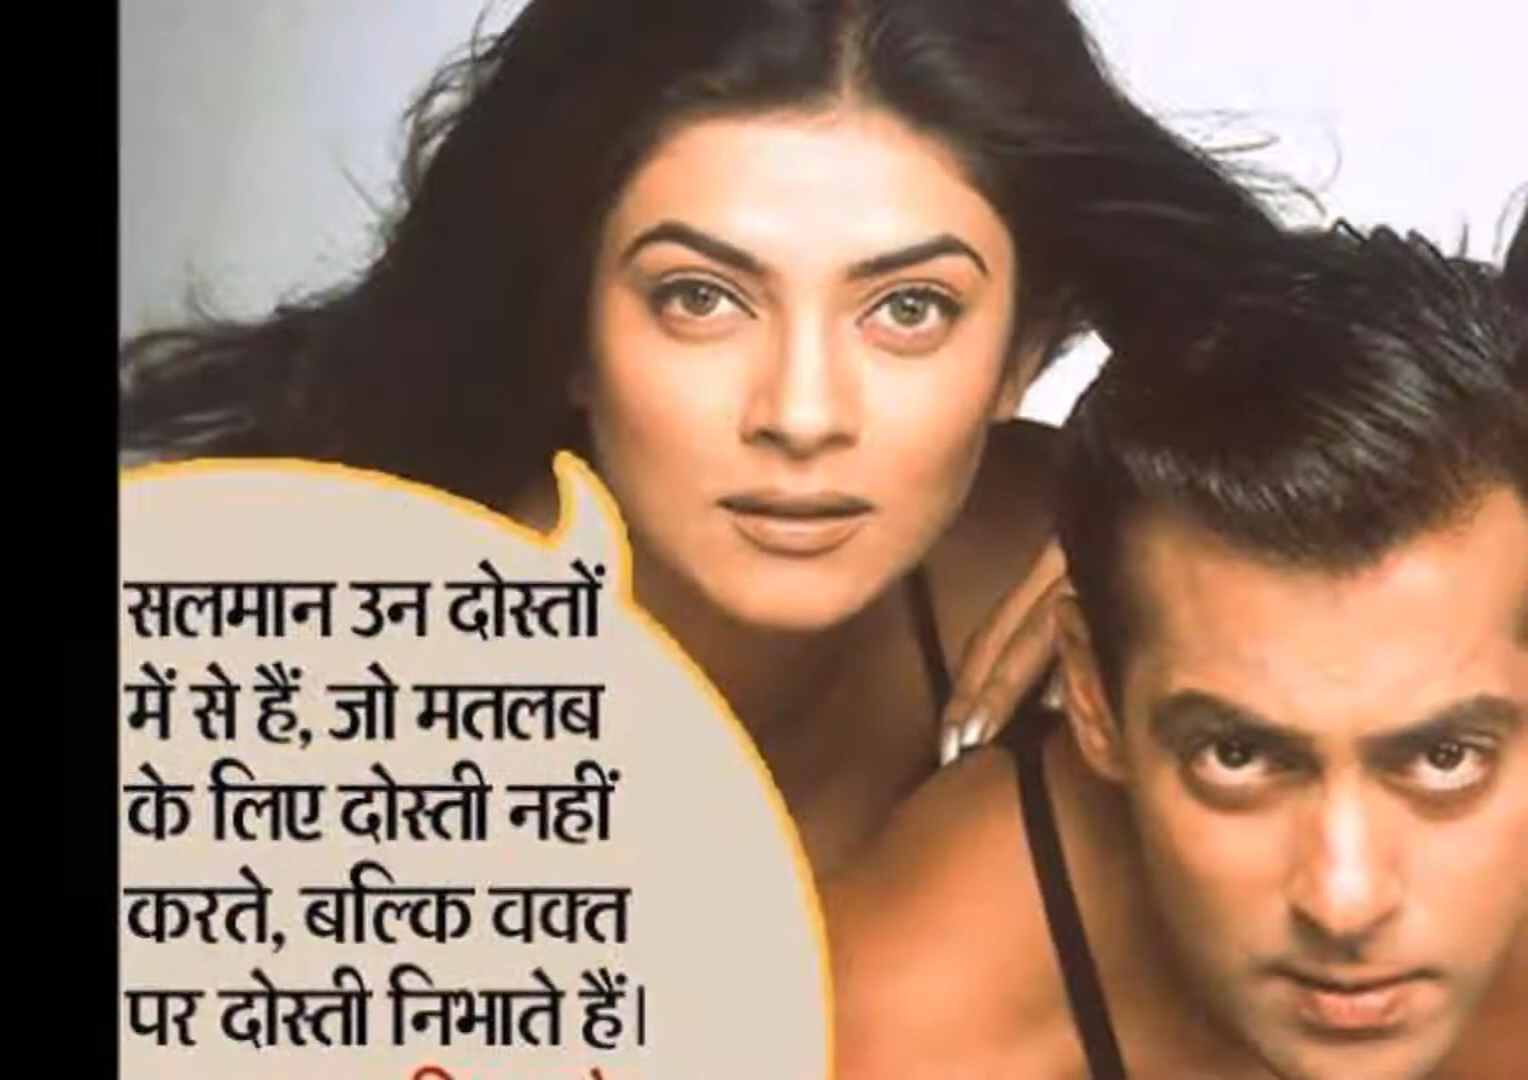 सलमान उन दोस्तों
में से हैं, जो मतलब
के लिए दोस्ती नहीं
करते, बल्कि वक्त
पर दोस्ती निभाते हैं।